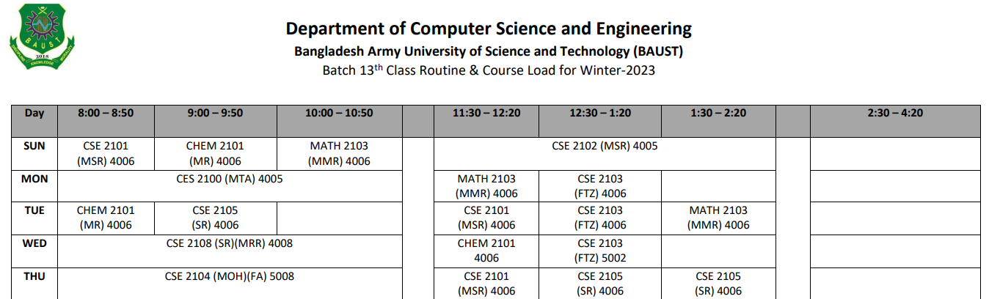 BAUST
2015
DISCIPLINE KNOWLEDGE MORALITY
Department of Computer Science and Engineering
Bangladesh Army University of Science and Technology (BAUST)
Batch 13th Class Routine & Course Load for Winter-2023
Day 8:00 – 8:50 9:00 – 9:50 10:00 – 10:50 11:30 – 12:20 12:30 – 1:20 1:30 – 2:20 2:30 – 4:20
SUN CSE 2101 CHEM 2101 MATH 2103 CSE 2102 (MSR) 4005
(MSR) 4006 (MR) 4006 (MMR) 4006
MON CES 2100 (MTA) 4005 MATH 2103 CSE 2103
(MMR) 4006 (FTZ) 4006
TUE CHEM 2101 CSE 2105 CSE 2101 CSE 2103 MATH 2103
(MR) 4006 (SR) 4006 (MSR) 4006 (FTZ) 4006 (MMR) 4006
WED CSE 2108 (SR)(MRR) 4008 CHEM 2101 CSE 2103
4006 (FTZ) 5002
THU CSE 2104 (MOH)(FA) 5008 CSE 2101 CSE 2105 CSE 2105
(MSR) 4006 (SR) 4006 (SR) 4006